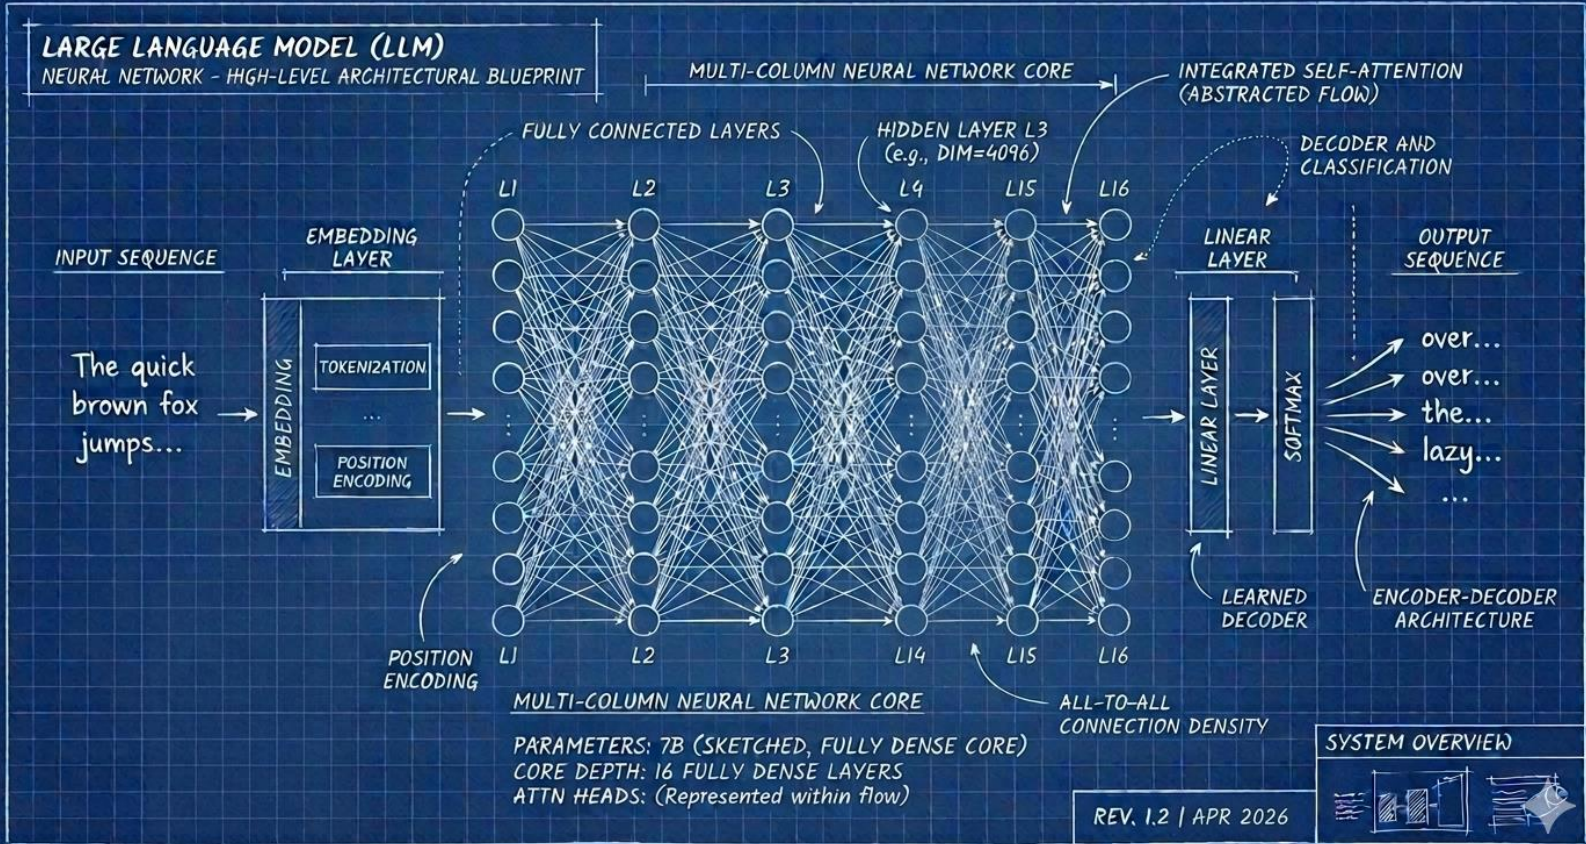 LARGE LANGUAGE MODEL (LLM)
NEURAL NETWORK - HIGH-LEVEL ARCHITECTURAL BLUEPRINT
MULTI-COLUMN NEURAL NETWORK CORE
INTEGRATED SELF-ATTENTION
(ABSTRACTED FLOW)
FULLY CONNECTED LAYERS
HIDDEN LAYER L3
(e.g., DIM=4096)
DECODER AND
CLASSIFICATION
L1 L2 L3 L4 L15 L16
INPUT SEQUENCE
EMBEDDING
LAYER
LINEAR
LAYER
OUTPUT
SEQUENCE
The quick
brown fox
jumps...
EMBEDDING
TOKENIZATION
...
POSITION
ENCODING
LINEAR LAYER
SOFTMAX
over...
over...
the...
lazy...
...
POSITION
ENCODING
L1 L2 L3 L14 L15 L16
LEARNED
DECODER
ENCODER-DECODER
ARCHITECTURE
MULTI-COLUMN NEURAL NETWORK CORE
ALL-TO-ALL
CONNECTION DENSITY
PARAMETERS: 7B (SKETCHED, FULLY DENSE CORE)
CORE DEPTH: 16 FULLY DENSE LAYERS
ATTN HEADS: (Represented within flow)
SYSTEM OVERVIEW
REV. 1.2 | APR 2026